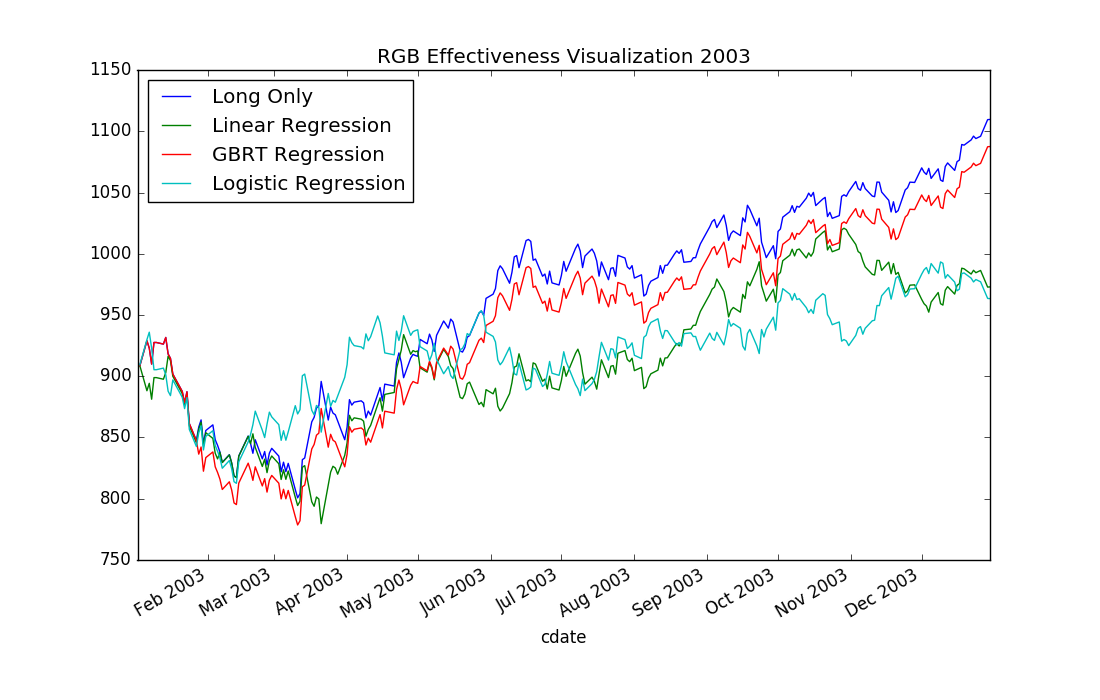 RGB Effectiveness Visualization 2003
1150
1100
1050
1000
950
900
850
800
750
Long Only
Linear Regression
GBRT Regression
Logistic Regression
Feb 2003
Mar 2003
Apr 2003
May 2003
Jun 2003
Jul 2003
Aug 2003
Sep 2003
Oct 2003
Nov 2003
Dec 2003
cdate